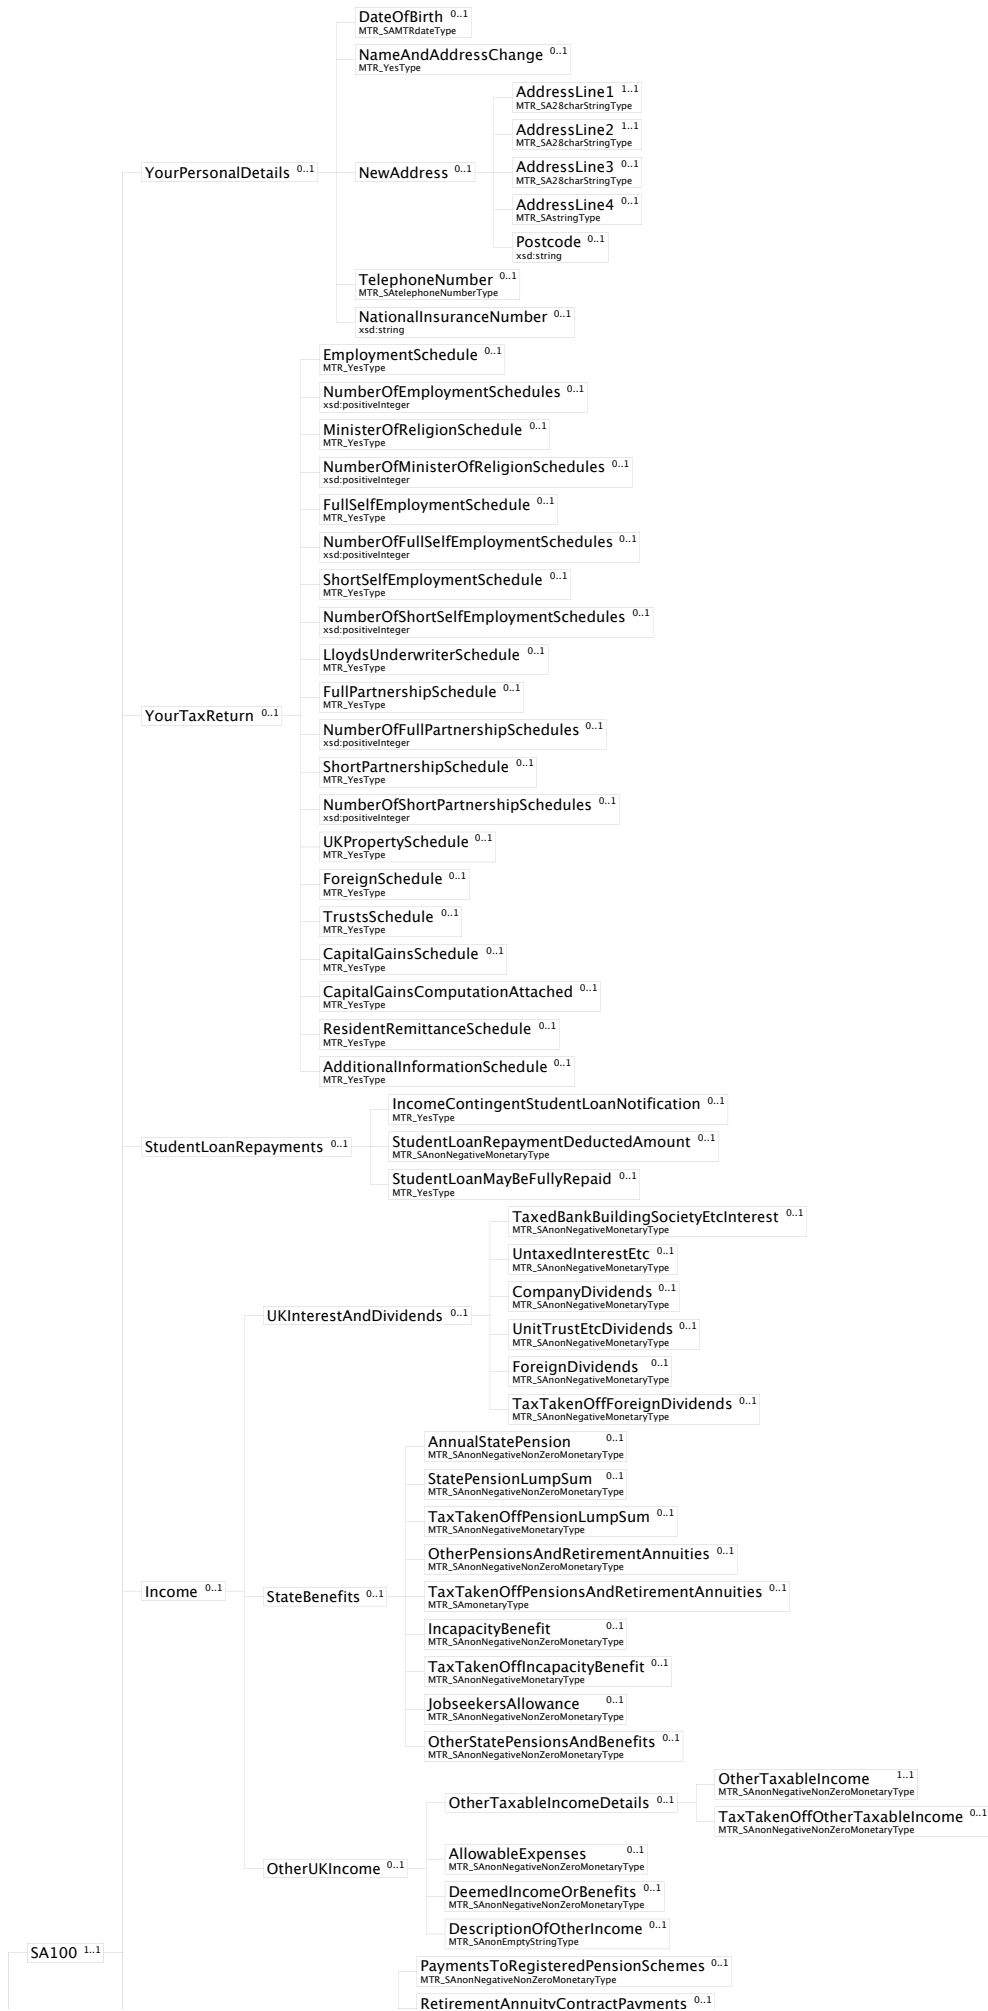 DateOfBirth 0..1
MTR_SAMTRdateType
NameAndAddressChange 0..1
MTR_YesType
AddressLine1 1..1
MTR_SA28charStringType
AddressLine2 1..1
MTR_SA28charStringType
YourPersonalDetails 0..1
NewAddress 0..1
AddressLine3 0..1
MTR_SA28charStringType
AddressLine4 0..1
MTR_SAstringType
Postcode 0..1
xsd:string
TelephoneNumber 0..1
MTR_SAtelephoneNumberType
NationalInsuranceNumber 0..1
xsd:string
EmploymentSchedule 0..1
MTR_YesType
NumberOfEmploymentSchedules 0..1
xsd:positiveInteger
MinisterOfReligionSchedule 0..1
MTR_YesType
NumberOfMinisterOfReligionSchedules 0..1
xsd:positiveInteger
FullSelfEmploymentSchedule 0..1
MTR_YesType
NumberOfFullSelfEmploymentSchedules 0..1
xsd:positiveInteger
ShortSelfEmploymentSchedule 0..1
MTR_YesType
NumberOfShortSelfEmploymentSchedules 0..1
xsd:positiveInteger
LloydsUnderwriterSchedule 0..1
MTR_YesType
FullPartnershipSchedule 0..1
MTR_YesType
YourTaxReturn 0..1
NumberOfFullPartnershipSchedules 0..1
xsd:positiveInteger
ShortPartnershipSchedule 0..1
MTR_YesType
NumberOfShortPartnershipSchedules 0..1
xsd:positiveInteger
UKPropertySchedule 0..1
MTR_YesType
ForeignSchedule 0..1
MTR_YesType
TrustsSchedule 0..1
MTR_YesType
CapitalGainsSchedule 0..1
MTR_YesType
CapitalGainsComputationAttached 0..1
MTR_YesType
ResidentRemittanceSchedule 0..1
MTR_YesType
AdditionalInformationSchedule 0..1
MTR_YesType
IncomeContingentStudentLoanNotification 0..1
MTR_YesType
StudentLoanRepayments 0..1
StudentLoanRepaymentDeductedAmount 0..1
MTR_SAnonNegativeMonetaryType
StudentLoanMayBeFullyRepaid 0..1
MTR_YesType
TaxedBankBuildingSocietyEtcInterest 0..1
MTR_SAnonNegativeMonetaryType
UntaxedInterestEtc 0..1
MTR_SAnonNegativeMonetaryType
CompanyDividends 0..1
MTR_SAnonNegativeMonetaryType
UKInterestAndDividends 0..1
UnitTrustEtcDividends 0..1
MTR_SAnonNegativeMonetaryType
ForeignDividends 0..1
MTR_SAnonNegativeMonetaryType
TaxTakenOffForeignDividends 0..1
MTR_SAnonNegativeMonetaryType
AnnualStatePension 0..1
MTR_SAnonNegativeNonZeroMonetaryType
StatePensionLumpSum 0..1
MTR_SAnonNegativeNonZeroMonetaryType
TaxTakenOffPensionLumpSum 0..1
MTR_SAnonNegativeMonetaryType
OtherPensionsAndRetirementAnnuities 0..1
MTR_SAnonNegativeNonZeroMonetaryType
Income 0..1
StateBenefits 0..1
TaxTakenOffPensionsAndRetirementAnnuities 0..1
MTR_SAmonetaryType
IncapacityBenefit 0..1
MTR_SAnonNegativeNonZeroMonetaryType
TaxTakenOffIncapacityBenefit 0..1
MTR_SAnonNegativeMonetaryType
JobseekersAllowance 0..1
MTR_SAnonNegativeNonZeroMonetaryType
OtherStatePensionsAndBenefits 0..1
MTR_SAnonNegativeNonZeroMonetaryType
OtherTaxableIncome 1..1
MTR_SAnonNegativeNonZeroMonetaryType
OtherTaxableIncomeDetails 0..1
TaxTakenOffOtherTaxableIncome 0..1
MTR_SAnonNegativeNonZeroMonetaryType
AllowableExpenses 0..1
MTR_SAnonNegativeNonZeroMonetaryType
OtherUKIncome 0..1
DeemedIncomeOrBenefits 0..1
MTR_SAnonNegativeNonZeroMonetaryType
DescriptionOfOtherIncome 0..1
MTR_SAnonEmptyStringType
SA100 1..1
PaymentsToRegisteredPensionSchemes 0..1
MTR_SAnonNegativeNonZeroMonetaryType
RetirementAnnuityContractPayments 0..1